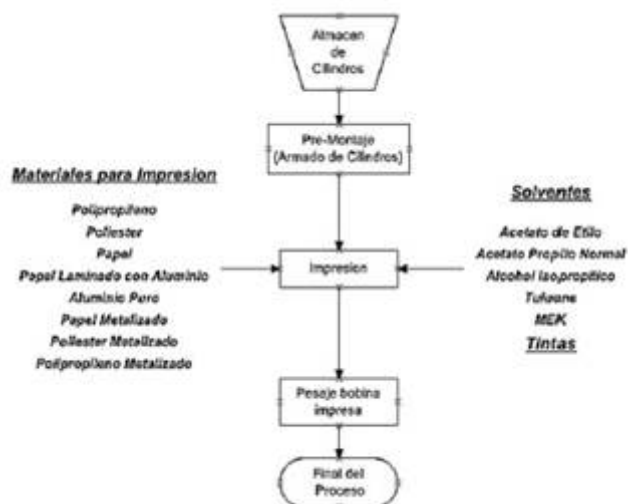 Almacen
de
Cilindros
Pre-Montaje
(Armado de Cilindros)
Materiales para Impresion
Polipropileno
Poliester
Papel
Papel Laminado con Aluminio
Aluminio Puro
Papel Metalizado
Poliester Metalizado
Polipropileno Metalizado
Impresion
Solventes
Acetato de Etilo
Acetato Propilo Normal
Alcohol Isopropilico
MEK
Tintas
Pesaje bobina
impresa
Final del
Proceso